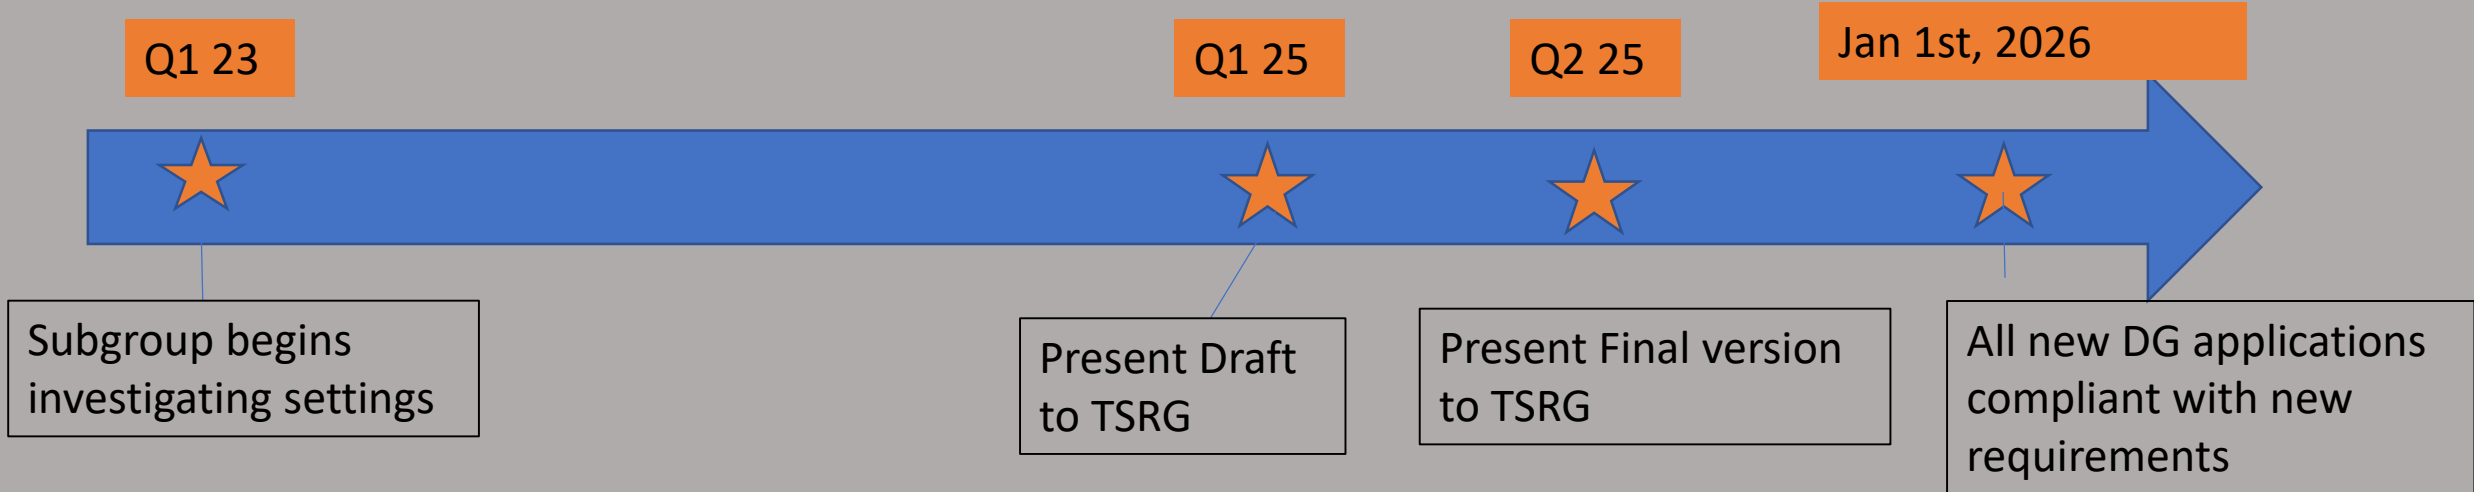 Q1 23
Q1 25
Q2 25
Jan 1st, 2026
Subgroup begins
investigating settings
Present Draft
to TSRG
Present Final version
to TSRG
All new DG applications
compliant with new
requirements